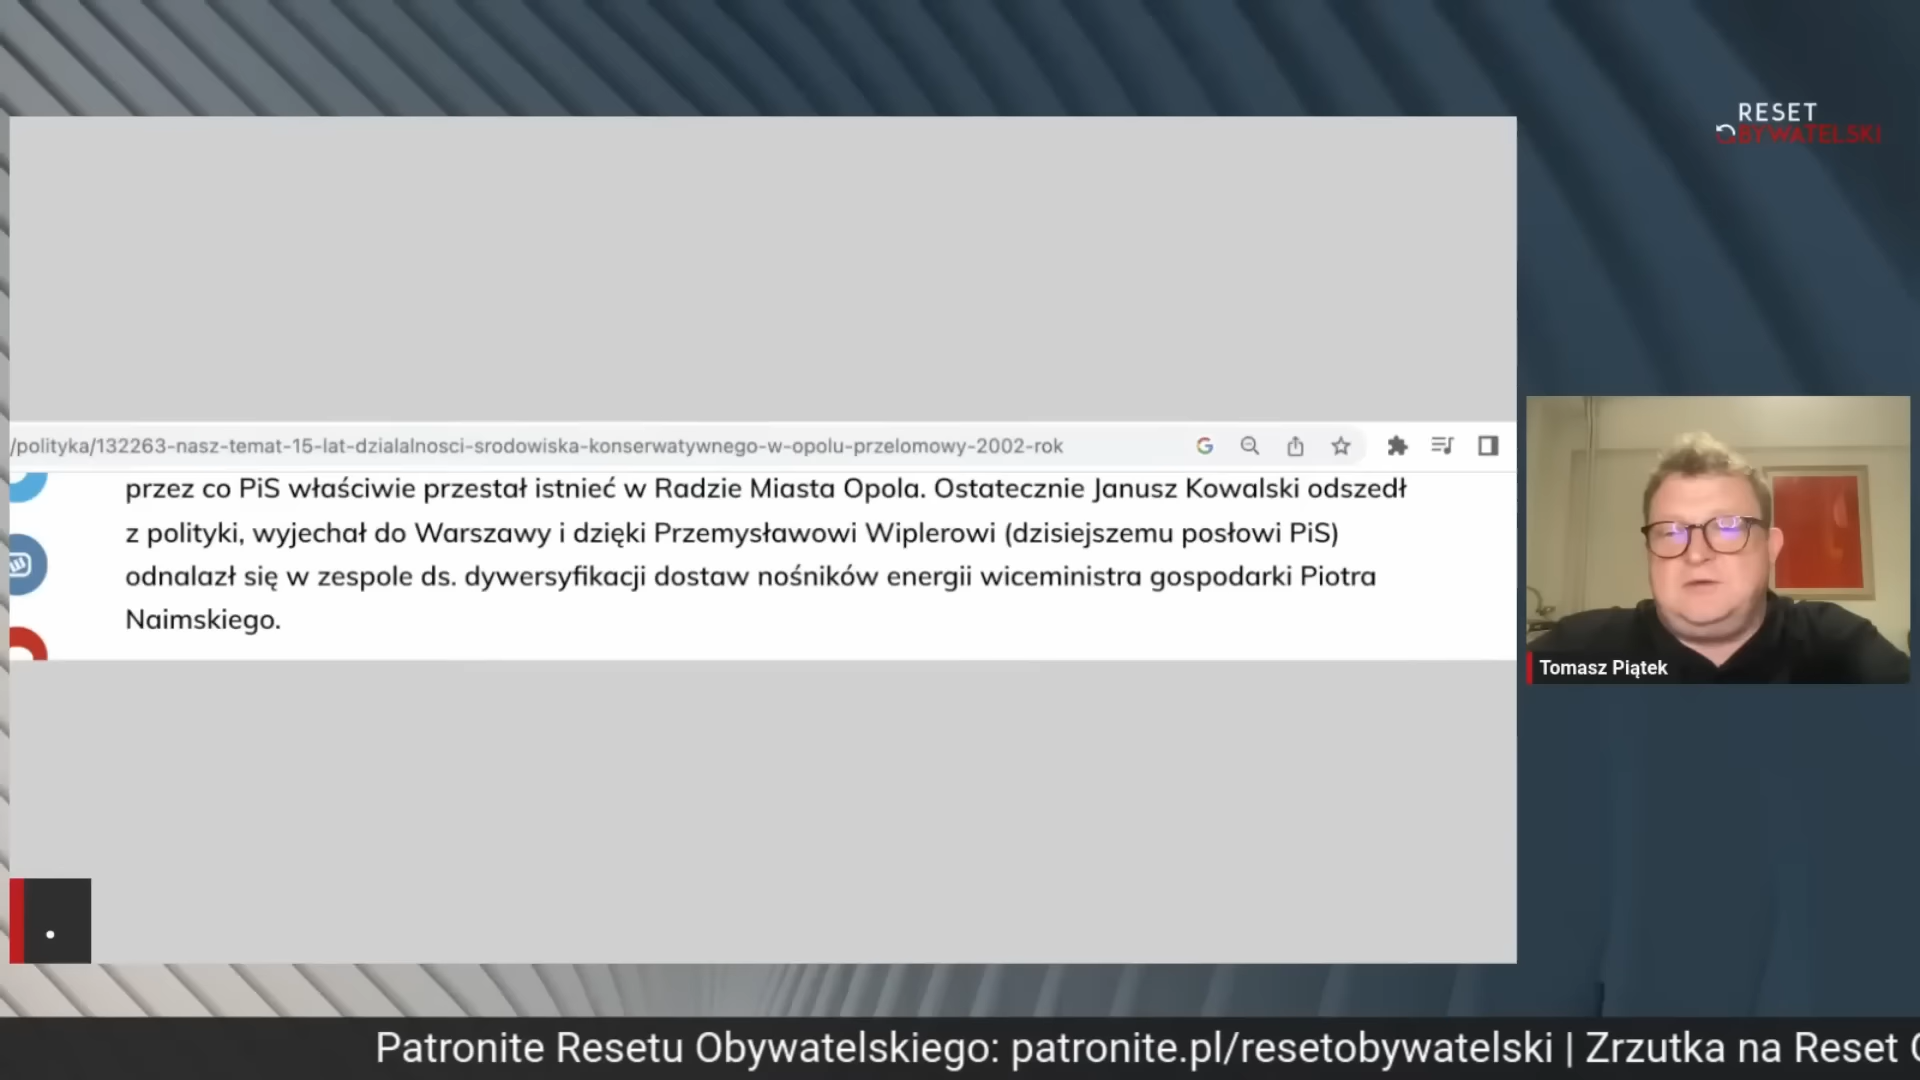 RESET
OBYWATELSKI
/polityka/132263-nasz-temat-15-lat-dzialalnosci-srodowiska-konserwatywnego-w-opolu-przelomowy-2002-rok
przez co PiS właściwie przestał istnieć w Radzie Miasta Opola. Ostatecznie Janusz Kowalski odszedł
z polityki, wyjechał do Warszawy i dzięki Przemysławowi Wiplerowi (dzisiejszemu posłowi PiS)
odnalazł się w zespole ds. dywersyfikacji dostaw nośników energii wiceministra gospodarki Piotra
Naimskiego.
Tomasz Piątek
.
Patronite Resetu Obywatelskiego: patronite.pl/resetobywatelski | Zrzutka na Reset